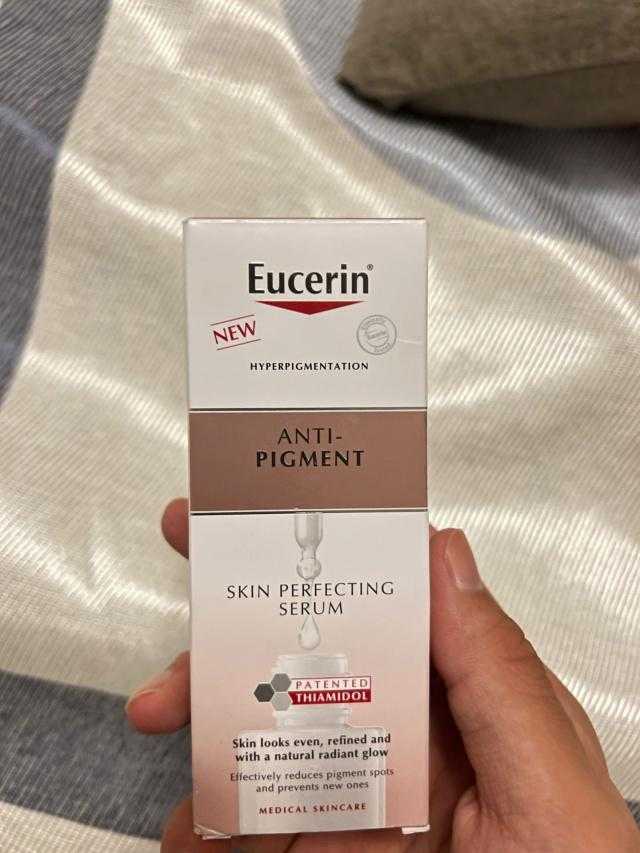 Eucerin®
NEW
HYPERPIGMENTATION
ANTI-
PIGMENT
SKIN PERFECTING
SERUM
PATENTED
THIAMIDOL
Skin looks even, refined and
with a natural radiant glow
Effectively reduces pigment spots
and prevents new ones
MEDICAL SKINCARE